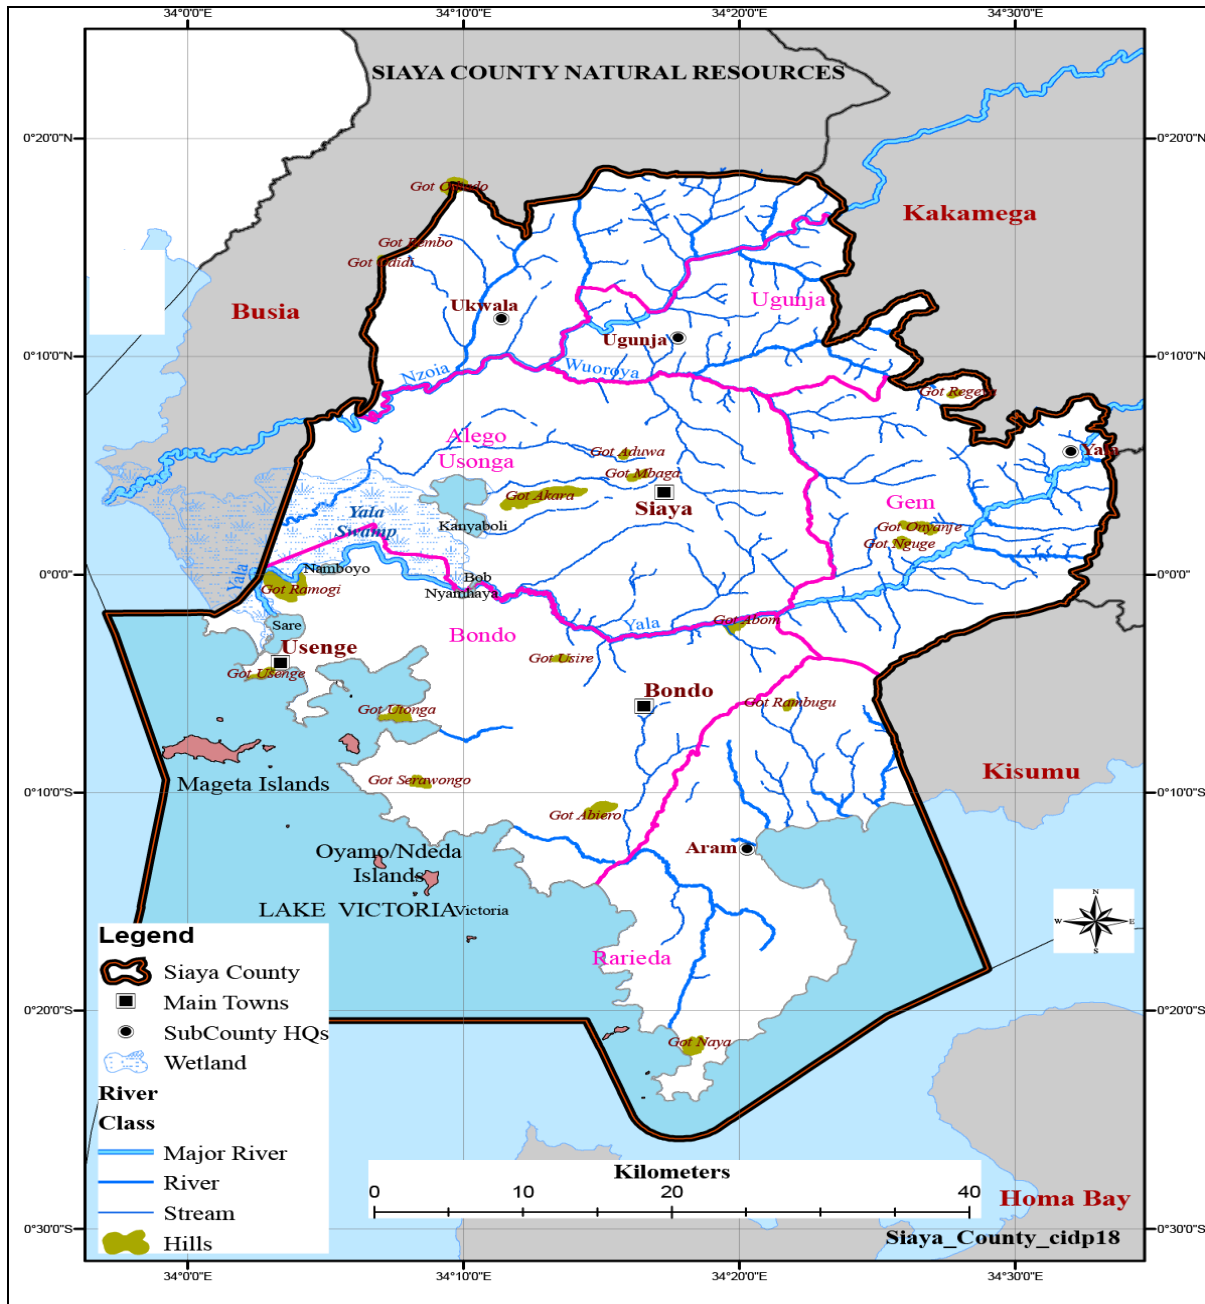 34°0'0"E 34°10'0"E 34°20'0"E 34°30'0"E
SIAYA COUNTY NATURAL RESOURCES
0°20'0"N 0°20'0"N
Kakamega
Got
Got
Got
Busia
Ukwala
Ugunja
Ugunja
0°10'0"N 0°10'0"N
Nzoia
Wuoroya
Got Regea
Alego
Usonga
Got Aduwa
Yala
Got Mbaga
Got Akara
Siaya
Gem
Yala
Swamp
Kanyaboli
Got Onyanje
Got Nguge
Namboyo
Yala
Bob
0°0'0" 0°0'0"
Got Ramogi
Nyamhaya
Sare
Yala
Got Abom
Bondo
Usenge
Got Usire
Got Usenge
Bondo
Got Utonga
Got Rambugu
Mageta Islands
Got Serawongo
Kisumu
0°10'0"S 0°10'0"S
Got Abiero
Oyamo/Ndeda
Islands
Aram
LAKE VICTORIA
Victoria
N
W E
S
Rarieda
Legend
Siaya County
Main Towns
0°20'0"S 0°20'0"S
SubCounty HQs
Got Naya
Wetland
River
Class
Major River
River
Stream
Hills
Kilometers
0 10 20 40
Homa Bay
0°30'0"S 0°30'0"S
Siaya_County_cidp18
34°0'0"E 34°10'0"E 34°20'0"E 34°30'0"E